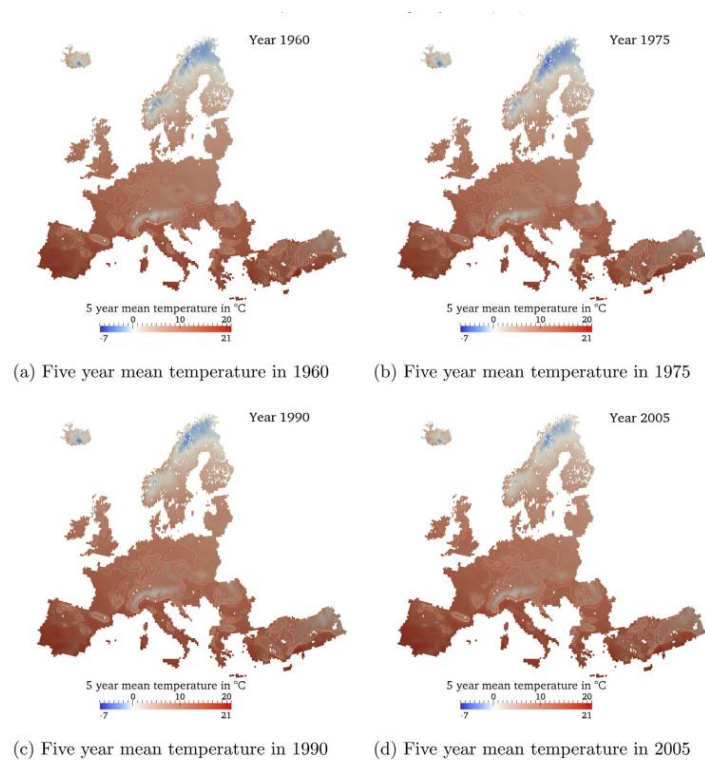 Year 1960
Year 1975
5 year mean temperature in °C
0 10 20
-7 21
5 year mean temperature in °C
0 10 20
-7 21
(a) Five year mean temperature in 1960
(b) Five year mean temperature in 1975
Year 1990
Year 2005
5 year mean temperature in °C
0 10 20
-7 21
5 year mean temperature in °C
0 10 20
-7 21
(c) Five year mean temperature in 1990
(d) Five year mean temperature in 2005